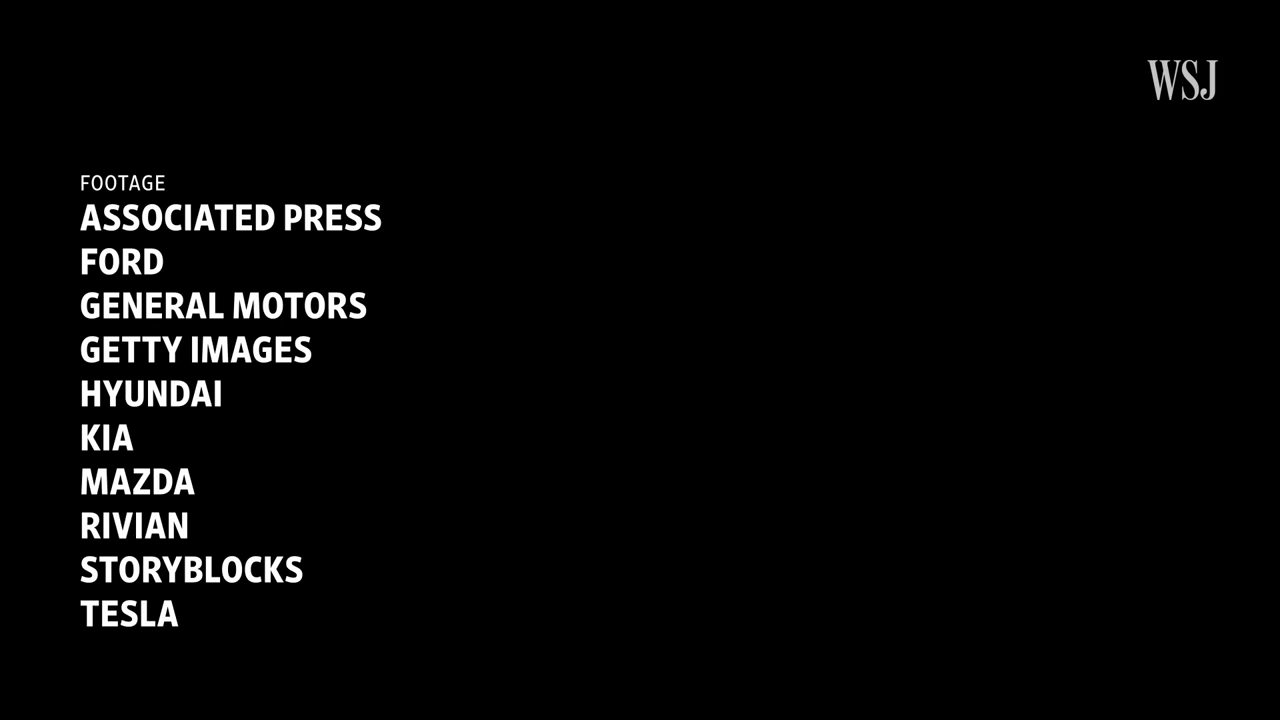 WSJ
FOOTAGE
ASSOCIATED PRESS
FORD
GENERAL MOTORS
GETTY IMAGES
HYUNDAI
KIA
MAZDA
RIVIAN
STORYBLOCKS
TESLA